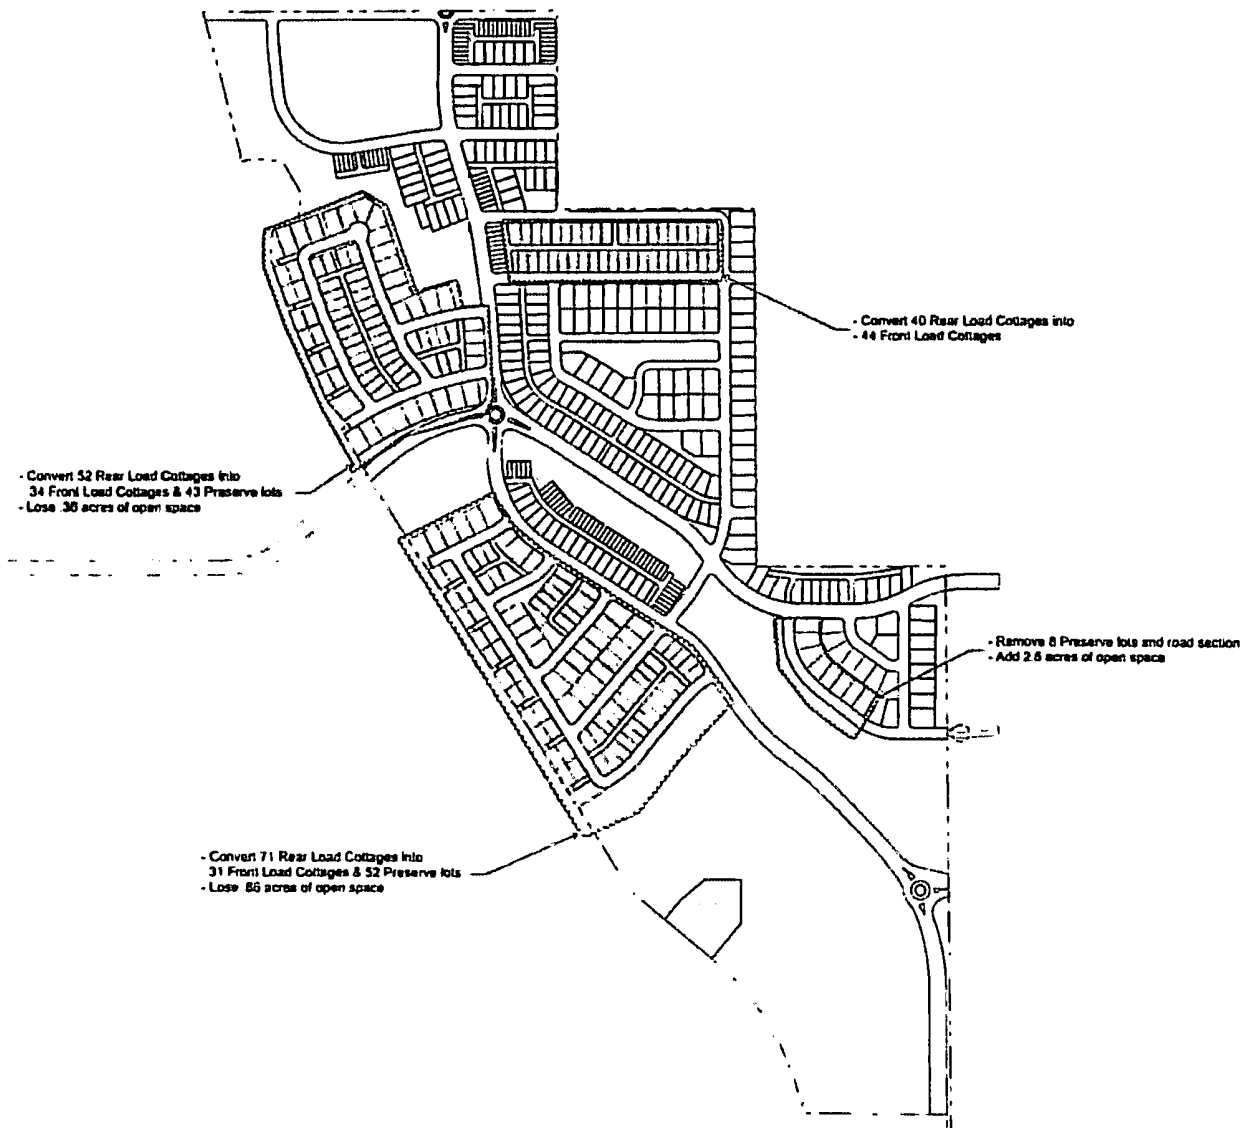 - Convert 40 Rear Load Cottages into
- 44 Front Load Cottages
- Convert 52 Rear Load Cottages into
34 Front Load Cottages & 43 Preserve lots
- Lose .36 acres of open space
- Remove 8 Preserve lots and road section
- Add 2.6 acres of open space
- Convert 71 Rear Load Cottages into
31 Front Load Cottages & 52 Preserve lots
- Lose .66 acres of open space